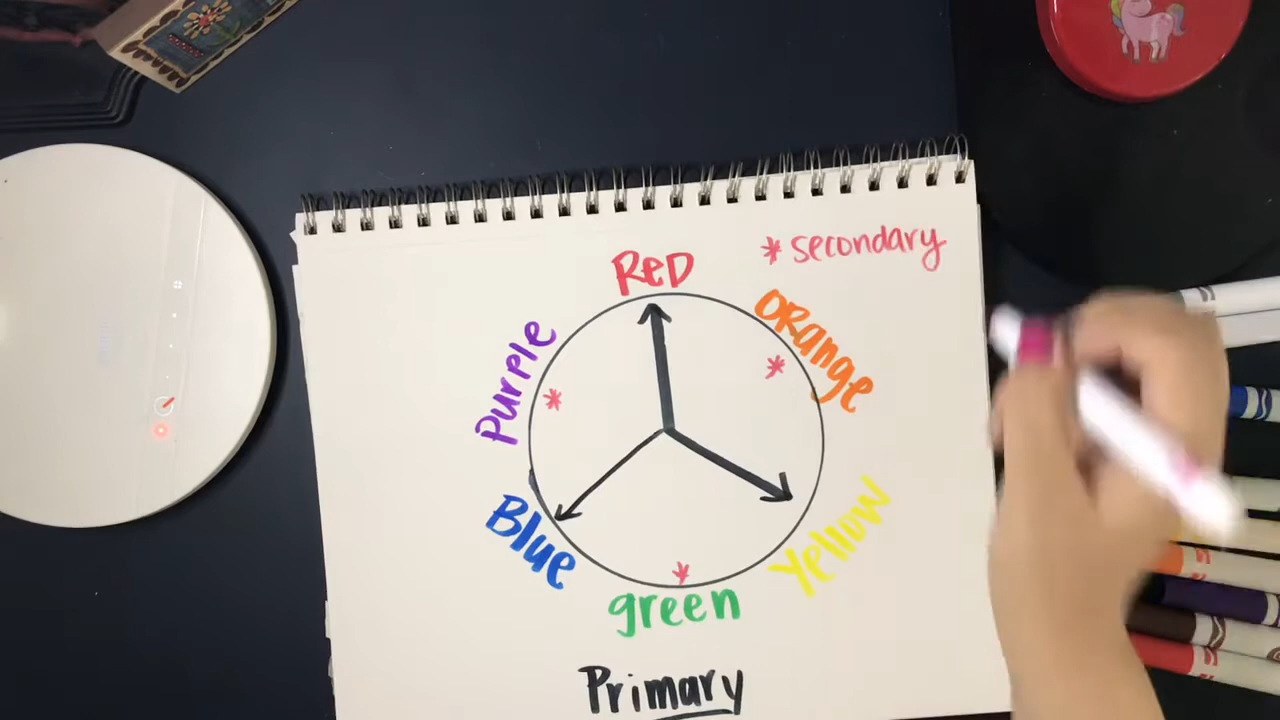 * secondary
ReD
ORange
Purple
Blue
Yellow
green
Primary